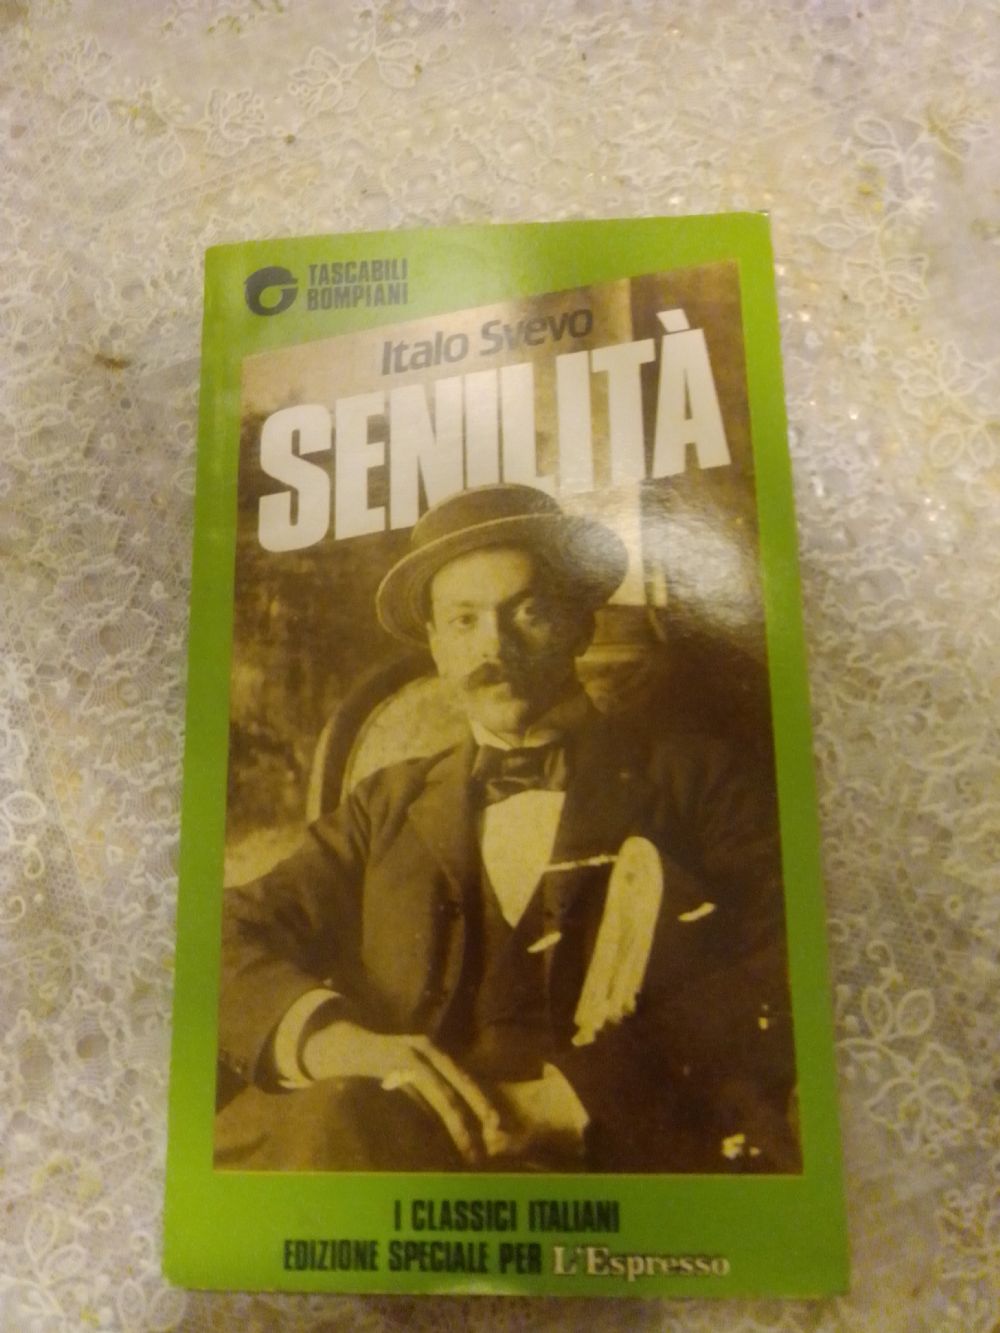 TASCABILI
BOMPIANI
Italo Svevo
SENILITÀ
I CLASSICI ITALIANI
EDIZIONE SPECIALE PER L'Espresso